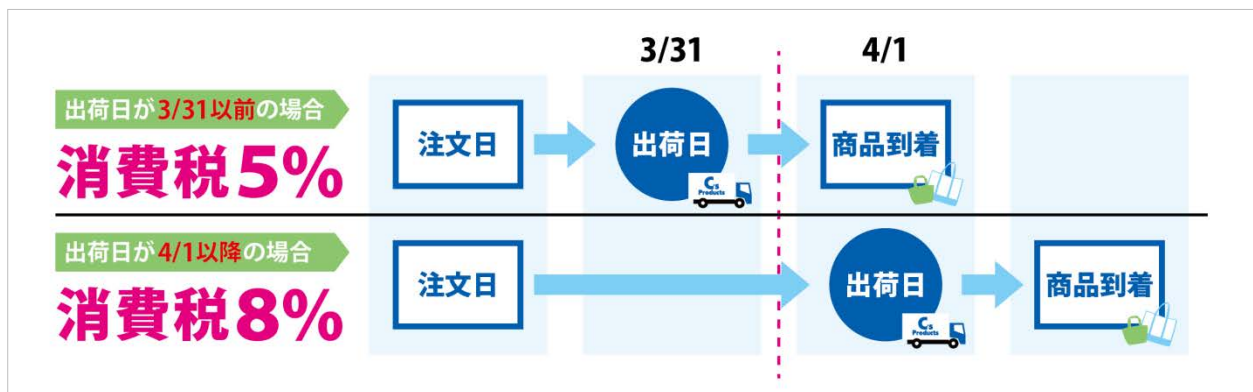 3/31
4/1
出荷日が3/31以前の場合
消費税5%
注文日
出荷日
商品到着
C's
Products
出荷日が4/1以降の場合
消費税8%
注文日
出荷日
商品到着
C's
Products